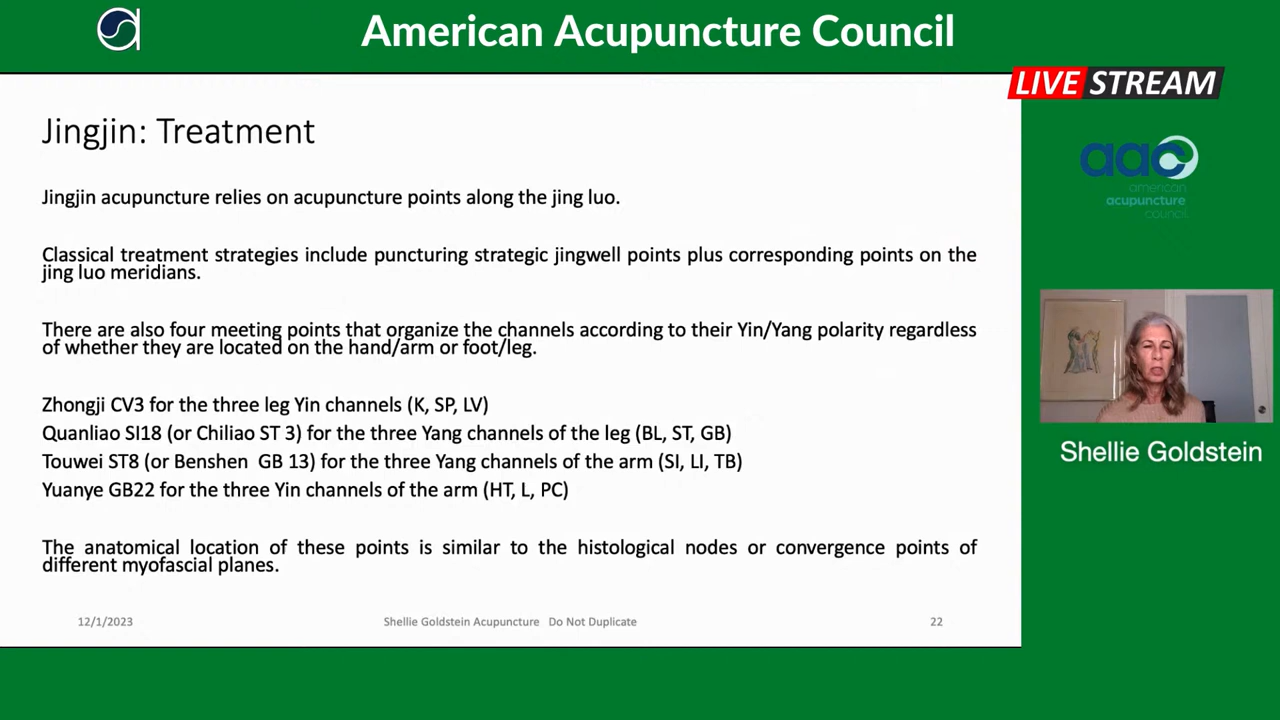 American Acupuncture Council
LIVE STREAM
aac
american
acupuncture
council
Jingjin: Treatment
Jingjin acupuncture relies on acupuncture points along the jing luo.
Classical treatment strategies include puncturing strategic jingwell points plus corresponding points on the
jing luo meridians.
There are also four meeting points that organize the channels according to their Yin/Yang polarity regardless
of whether they are located on the hand/arm or foot/leg.
Zhongji CV3 for the three leg Yin channels (K, SP, LV)
Quanliao SI18 (or Chiliao ST 3) for the three Yang channels of the leg (BL, ST, GB)
Touwei ST8 (or Benshen GB 13) for the three Yang channels of the arm (SI, LI, TB)
Yuanye GB22 for the three Yin channels of the arm (HT, L, PC)
The anatomical location of these points is similar to the histological nodes or convergence points of
different myofascial planes.
12/1/2023
Shellie Goldstein Acupuncture Do Not Duplicate
22
Shellie Goldstein